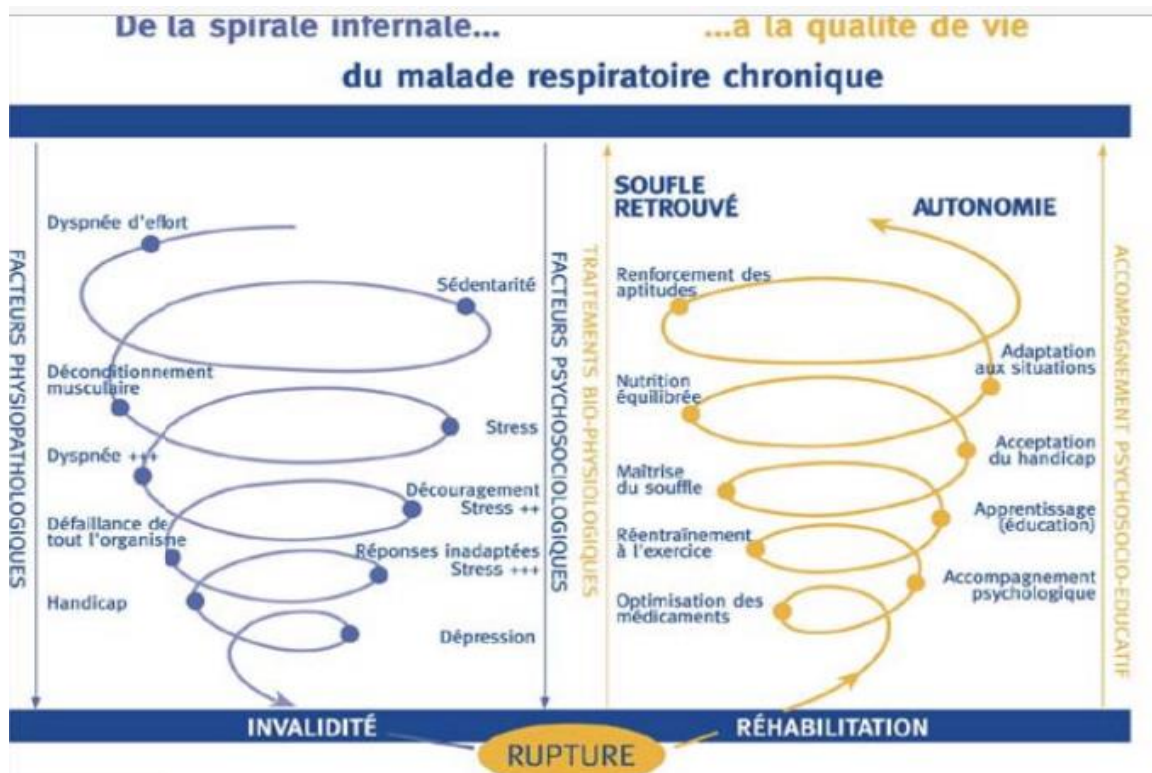 De la spirale infernale...
...à la qualité de vie
du malade respiratoire chronique
FACTEURS PHYSIOPATHOLOGIQUES
Dyspnée d'effort
Sédentarité
Déconditionnement
musculaire
Stress
Dyspnée +++
Découragement
Stress ++
Défaillance de
tout l'organisme
Réponses inadaptées
Stress +++
Handicap
Dépression
FACTEURS PSYCHOSOCIOLOGIQUES
INVALIDITÉ
TRAITEMENTS BIO-PHYSIOLOGIQUES
SOUFLE
RETROUVÉ
AUTONOMIE
Renforcement des
aptitudes
Adaptation
aux situations
Nutrition
équilibrée
Acceptation
du handicap
Maîtrise
du souffle
Apprentissage
(éducation)
Réentraînement
à l'exercice
Accompagnement
psychologique
Optimisation des
médicaments
ACCOMPAGNEMENT PSYCHOSOCIO-EDUCATIF
RÉHABILITATION
RUPTURE